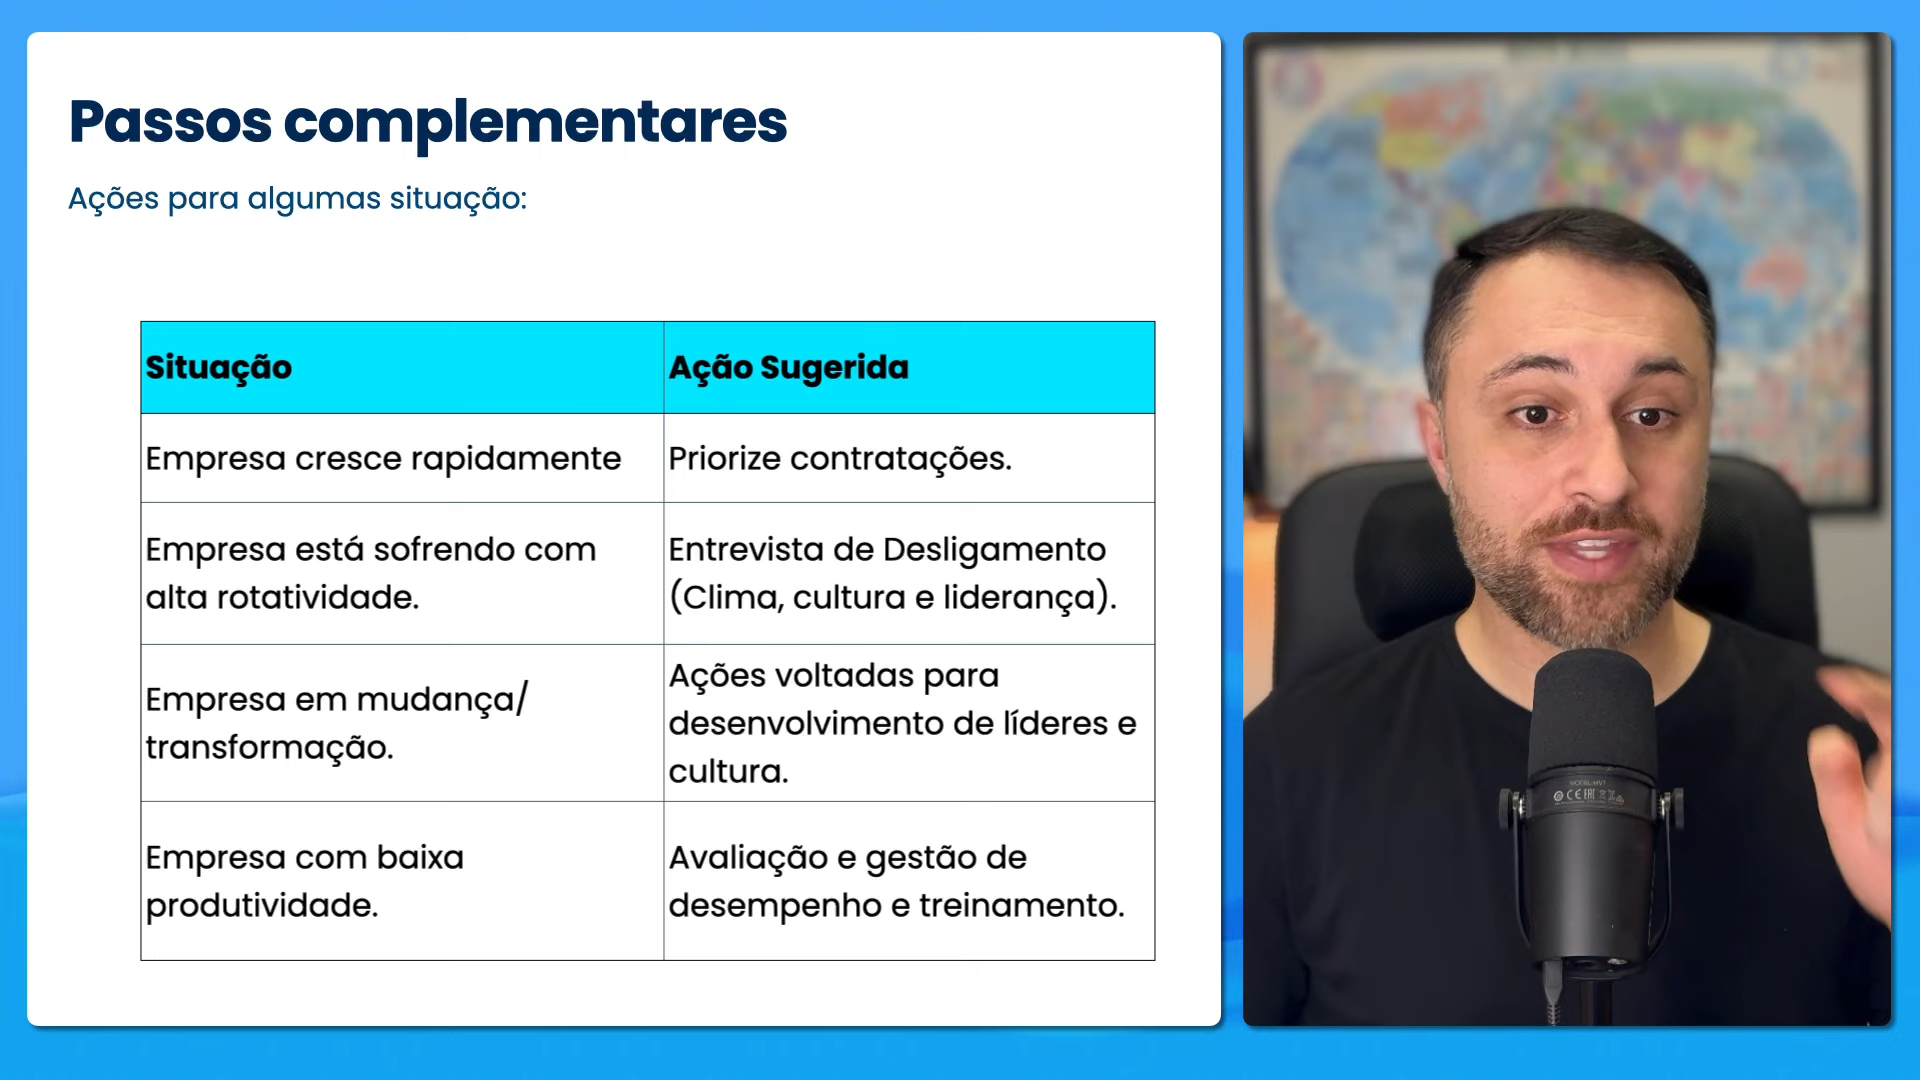 Passos complementares
Ações para algumas situação:
Situação
Ação Sugerida
Empresa cresce rapidamente
Priorize contratações.
Empresa está sofrendo com
alta rotatividade.
Entrevista de Desligamento
(Clima, cultura e liderança).
Empresa em mudança/
transformação.
Ações voltadas para
desenvolvimento de líderes e
cultura.
Empresa com baixa
produtividade.
Avaliação e gestão de
desempenho e treinamento.